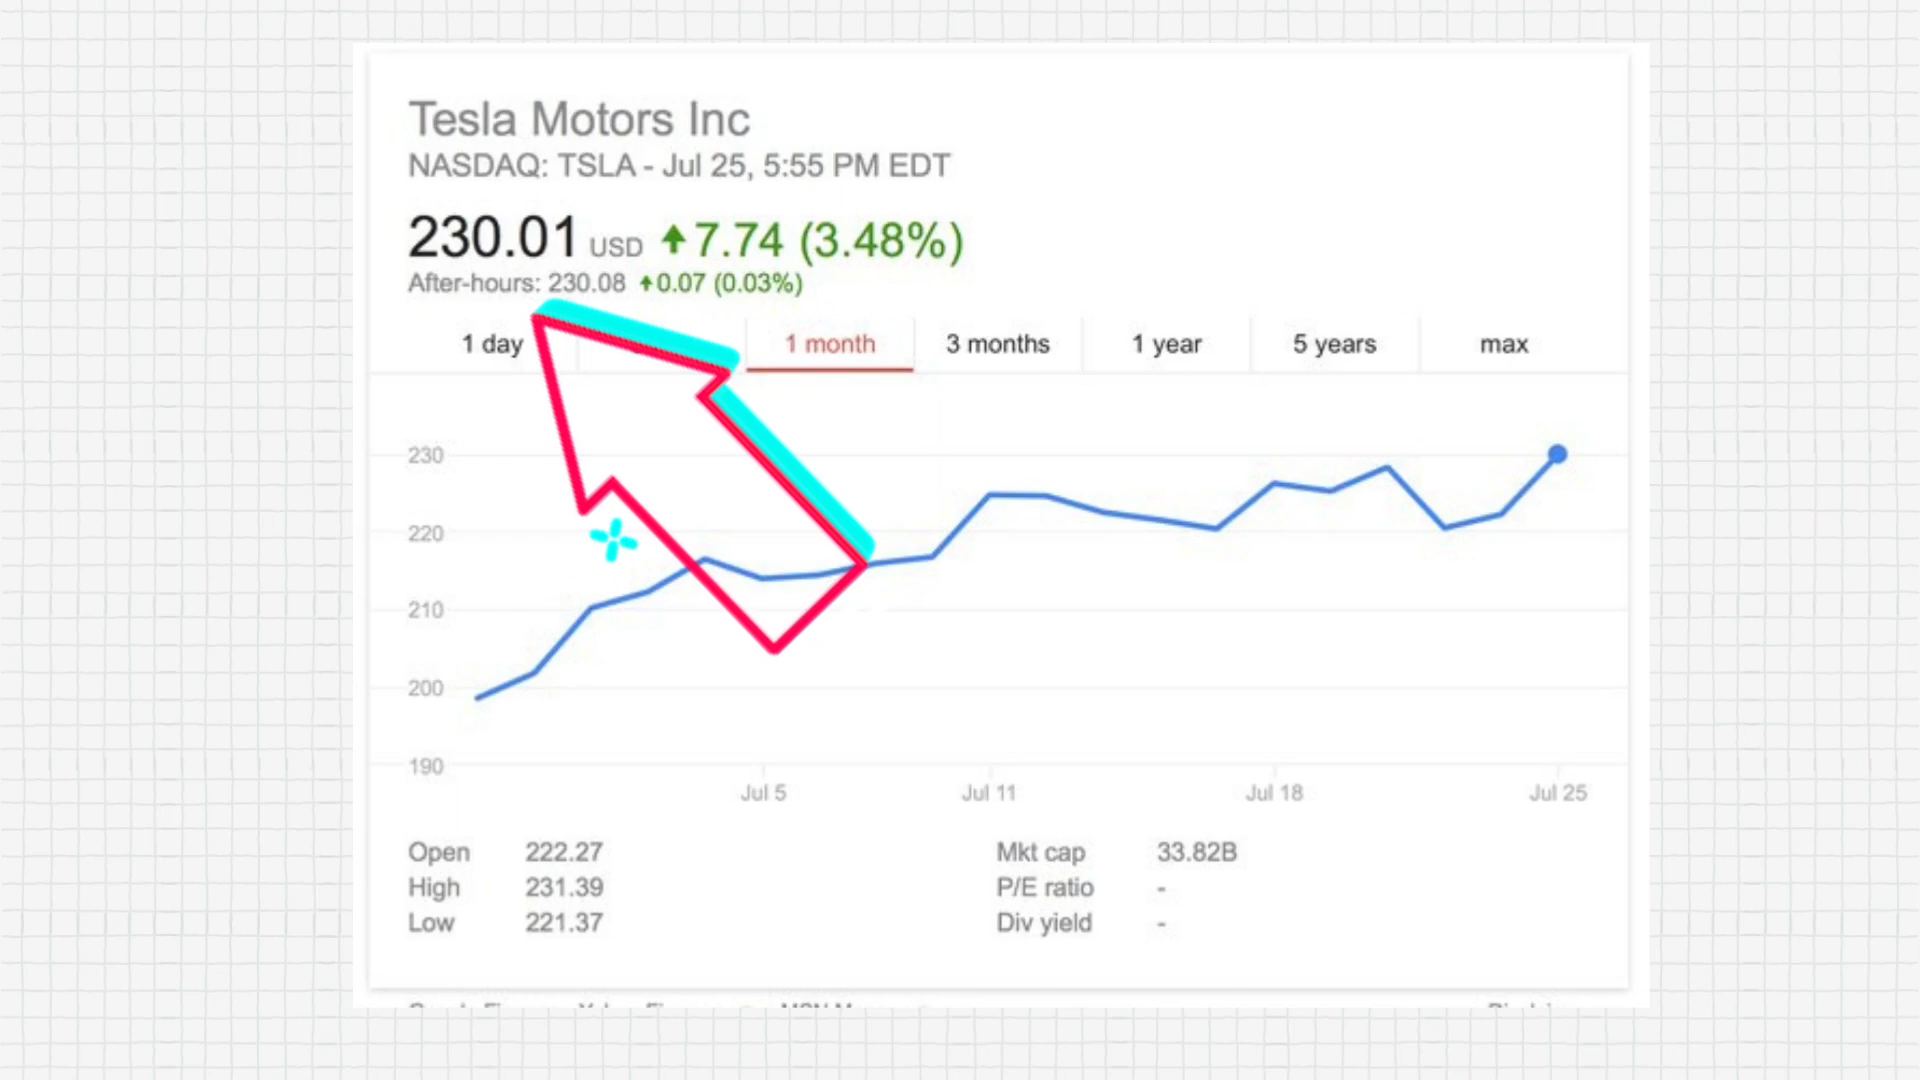 Tesla Motors Inc
NASDAQ: TSLA - Jul 25, 5:55 PM EDT
230.01 USD 7.74 (3.48%)
After-hours: 230.08 0.07 (0.03%)
1 day 1 month 3 months 1 year 5 years max
230
220
210
200
190
Jul 5 Jul 11 Jul 18 Jul 25
Open 222.27 Mkt cap 33.82B
High 231.39 P/E ratio -
Low 221.37 Div yield -